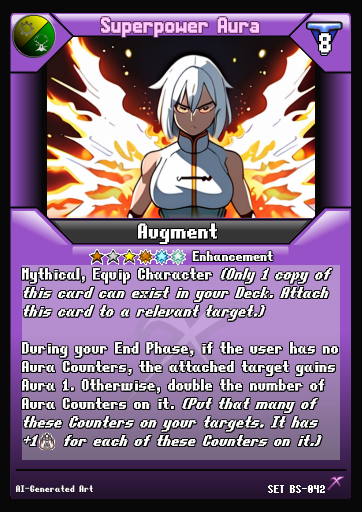 Superpower Aura
8
Augment
Enhancement
Mythical, Equip Character (Only 1 copy of
this card can exist in your Deck. Attach
this card to a relevant target.)
During your End Phase, if the user has no
Aura Counters, the attached target gains
Aura 1. Otherwise, double the number of
Aura Counters on it. (Put that many of
these Counters on your targets. It has
+1 for each of these Counters on it.)
AI-Generated Art
SET BS-042